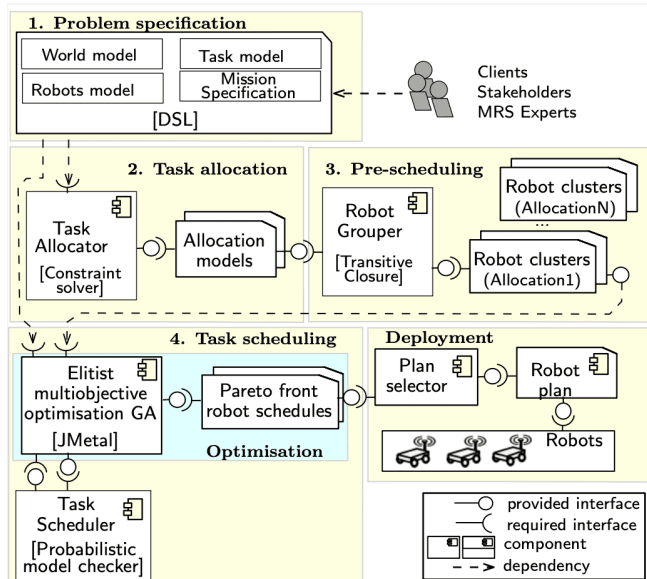 1. Problem specification
World model
Task model
Robots model
Mission
Specification
[DSL]
Clients
Stakeholders
MRS Experts
2. Task allocation
Task
Allocator
[Constraint
solver]
Allocation
models
3. Pre-scheduling
Robot
Grouper
[Transitive
Closure]
Robot clusters
(AllocationN)
...
Robot clusters
(Allocation1)
4. Task scheduling
Elitist
multiobjective
optimisation GA
[JMetal]
Pareto front
robot schedules
Optimisation
Task
Scheduler
[Probabilistic
model checker]
Deployment
Plan
selector
Robot
plan
Robots
provided interface
required interface
component
dependency